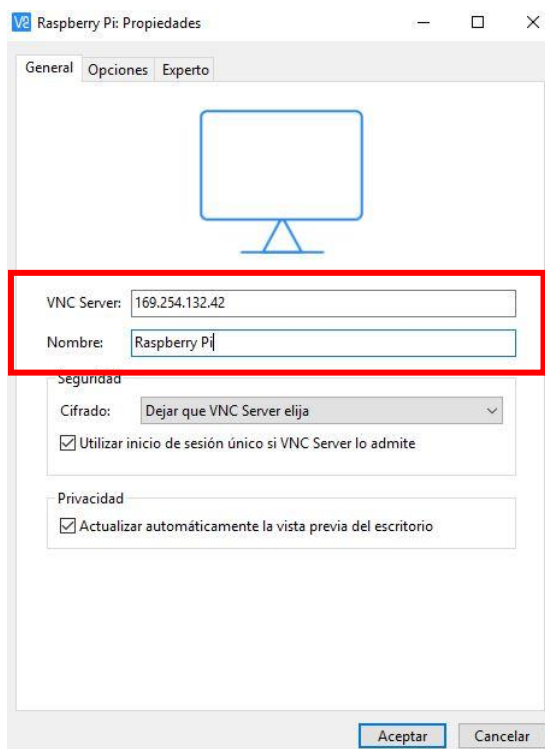 V2 Raspberry Pi: Propiedades
General Opciones Experto
VNC Server: 169.254.132.42
Nombre: Raspberry Pi
Seguridad
Cifrado: Dejar que VNC Server elija
Utilizar inicio de sesión único si VNC Server lo admite
Privacidad
Actualizar automáticamente la vista previa del escritorio
Aceptar Cancelar